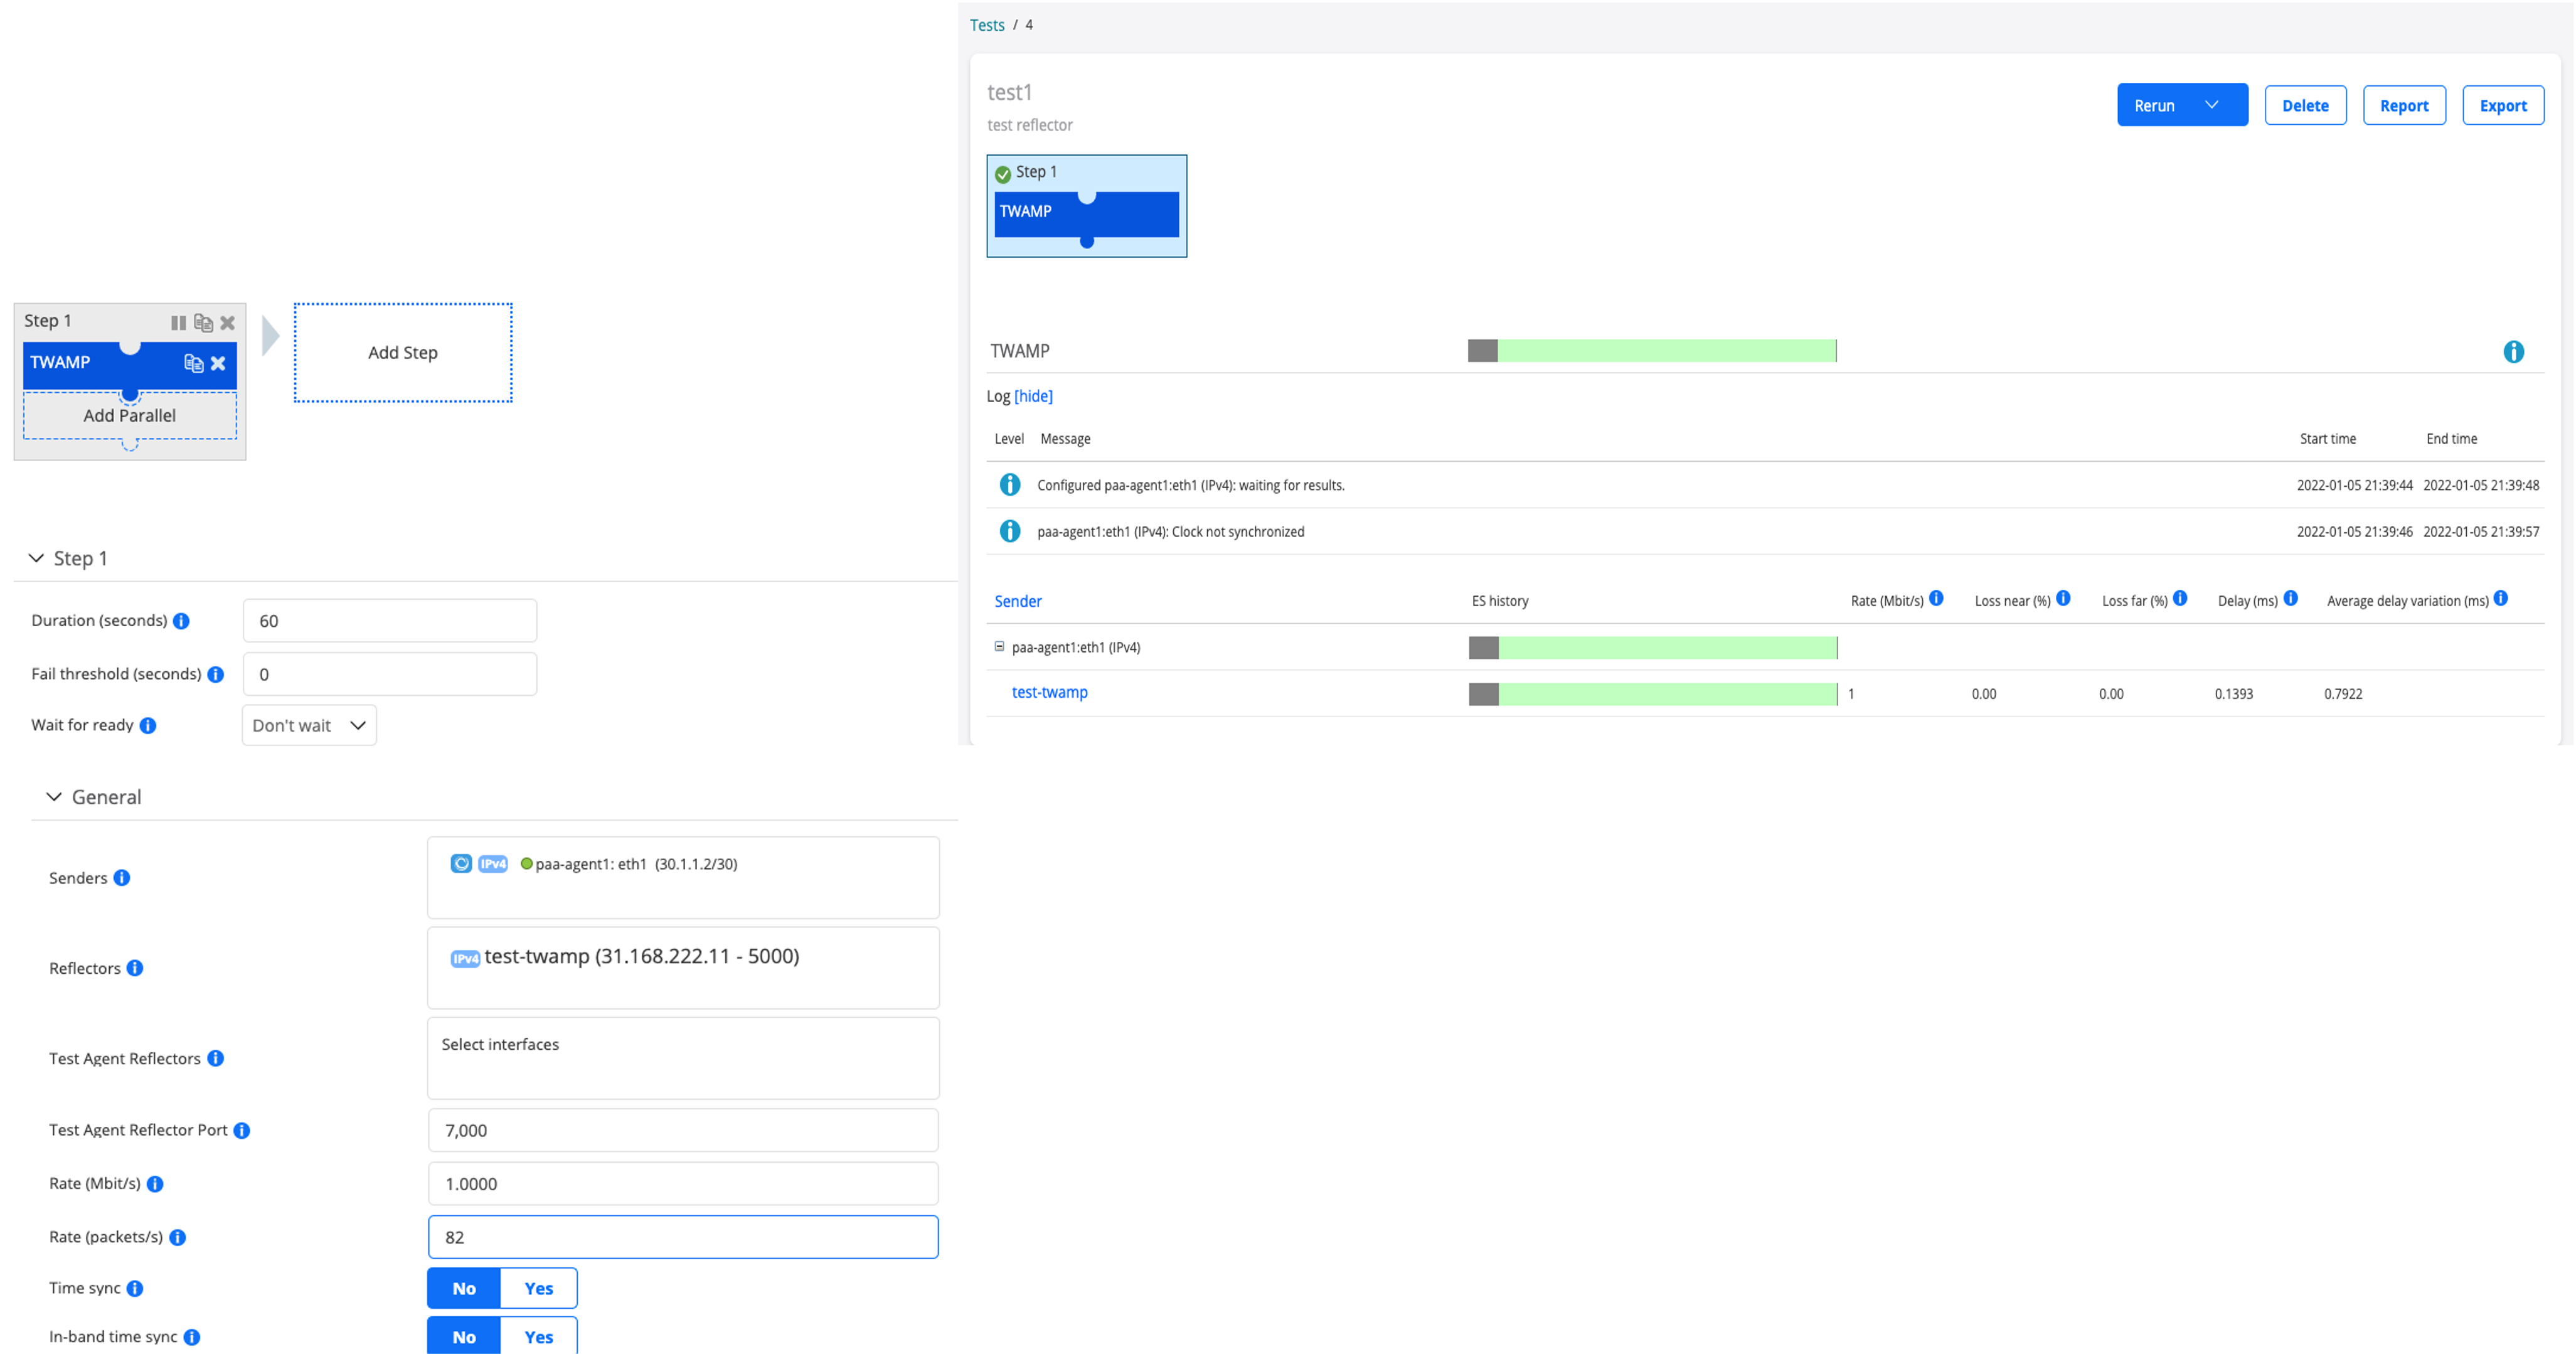 Step 1
TWAMP
Add Parallel
Add Step
Step 1
Duration (seconds) 60
Fail threshold (seconds) 0
Wait for ready Don't wait
General
Senders IPv4 paa-agent1: eth1 (30.1.1.2/30)
Reflectors IPv4 test-twamp (31.168.222.11 - 5000)
Test Agent Reflectors Select interfaces
Test Agent Reflector Port 7,000
Rate (Mbit/s) 1.0000
Rate (packets/s) 82
Time sync No Yes
In-band time sync No Yes
Tests / 4
test1
test reflector
Rerun Delete Report Export
Step 1
TWAMP
TWAMP
Log [hide]
Level Message Start time End time
Configured paa-agent1:eth1 (IPv4): waiting for results. 2022-01-05 21:39:44 2022-01-05 21:39:48
paa-agent1:eth1 (IPv4): Clock not synchronized 2022-01-05 21:39:46 2022-01-05 21:39:57
Sender ES history Rate (Mbit/s) Loss near (%) Loss far (%) Delay (ms) Average delay variation (ms)
paa-agent1:eth1 (IPv4)
test-twamp 1 0.00 0.00 0.1393 0.7922